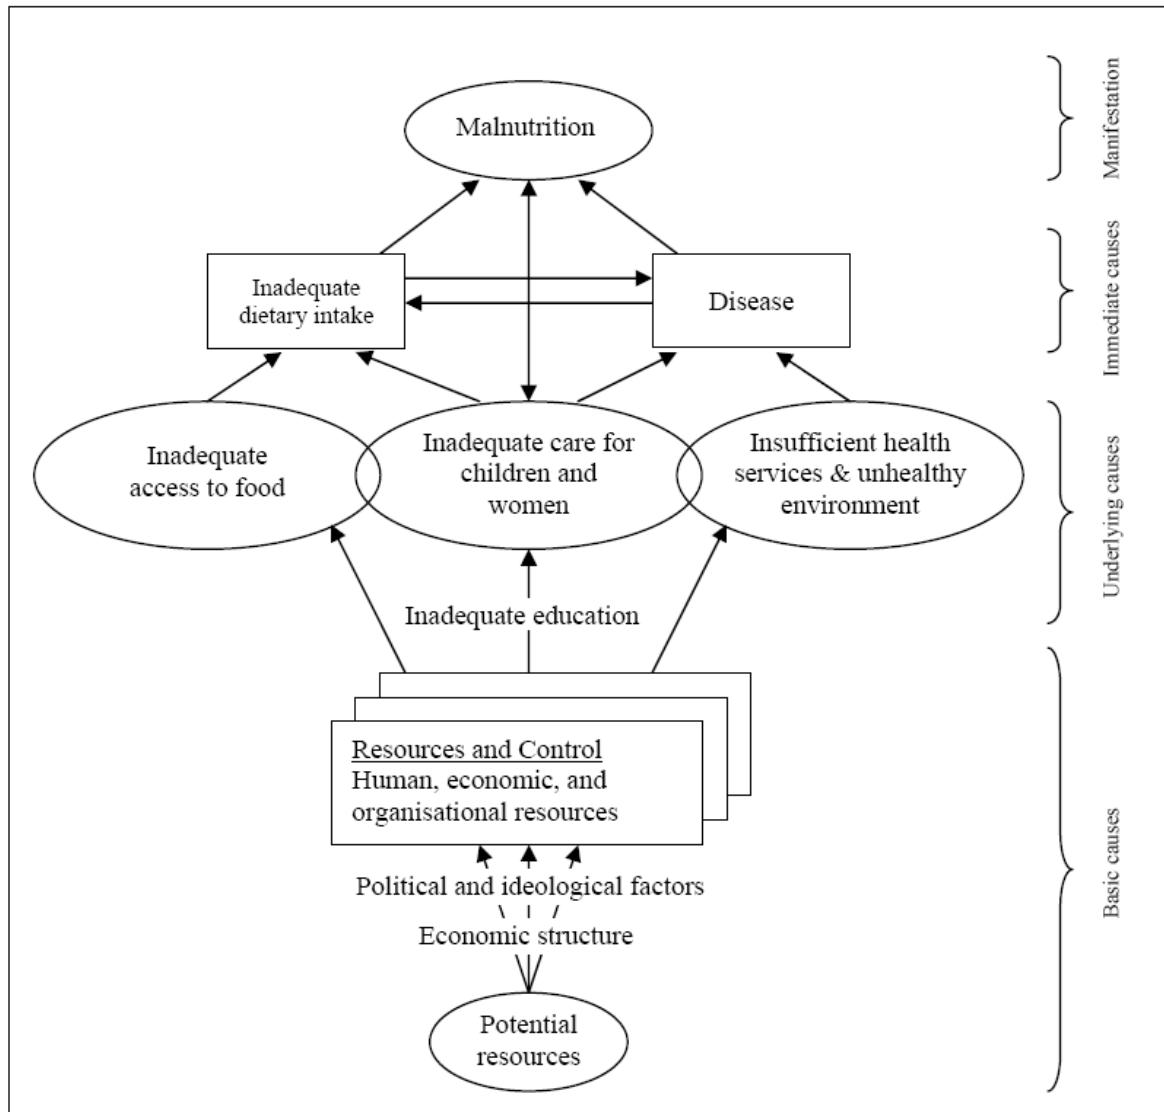 Malnutrition
Manifestation
Inadequate
dietary intake
Disease
Immediate causes
Inadequate
access to food
Inadequate care for
children and
women
Insufficient health
services & unhealthy
environment
Underlying causes
Inadequate education
Resources and Control
Human, economic, and
organisational resources
Political and ideological factors
Economic structure
Potential
resources
Basic causes